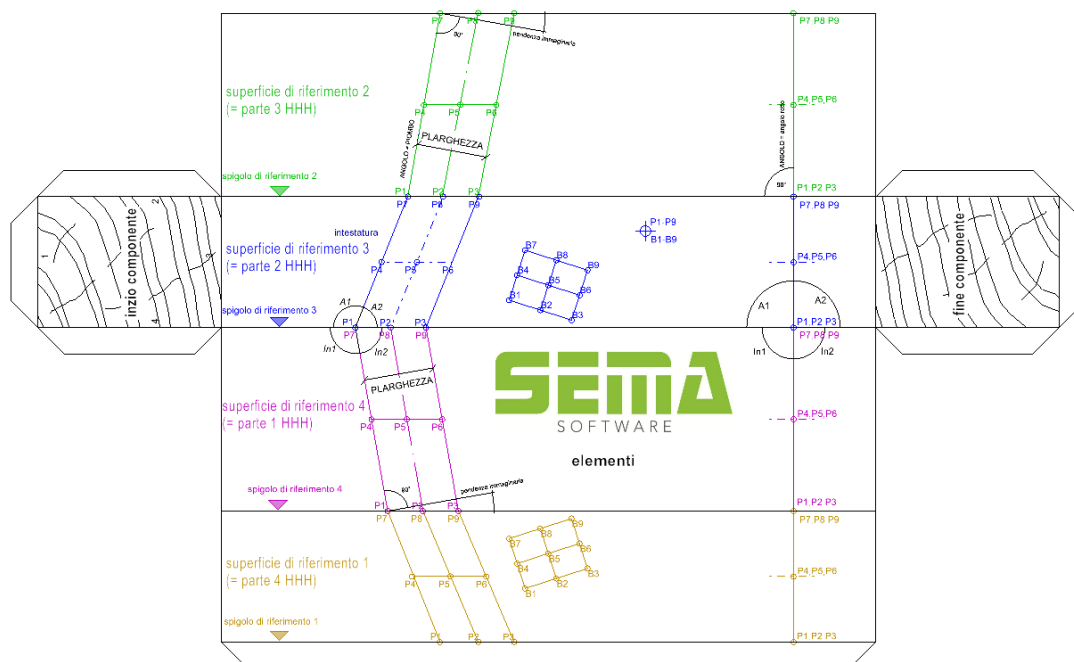 P7 P8 P9
P7 P8 P9
90°
pendenza immaginaria
superficie di riferimento 2
(= parte 3 HHH)
P4 P5 P6
P4,P5,P6
ANGOLO = PIOMBO
PLARGHEZZA
ANGOLO = angolo retto
spigolo di riferimento 2
90°
P1 P2 P3
P1 P2 P3
P7 P8 P9
P7 P8 P9
inzio componente
1
2
4
intestatura
superficie di riferimento 3
(= parte 2 HHH)
P1-P9
B1-B9
P4 P5 P6
P4,P5,P6
B7 B8 B9
B4 B5 B6
B1 B2 B3
fine componente
spigolo di riferimento 3
A1 A2
A1 A2
P1 P2 P3
P1 P2 P3
P7 P8 P9
P7 P8 P9
In1 In2
In1 In2
PLARGHEZZA
SEMA
SOFTWARE
elementi
superficie di riferimento 4
(= parte 1 HHH)
P4 P5 P6
P4,P5,P6
spigolo di riferimento 4
90°
pendenza immaginaria
P1 P2 P3
P1 P2 P3
P7 P8 P9
P7 P8 P9
B7 B8 B9
B4 B5 B6
B1 B2 B3
superficie di riferimento 1
(= parte 4 HHH)
P4 P5 P6
P4,P5,P6
spigolo di riferimento 1
P1 P2 P3
P1 P2 P3